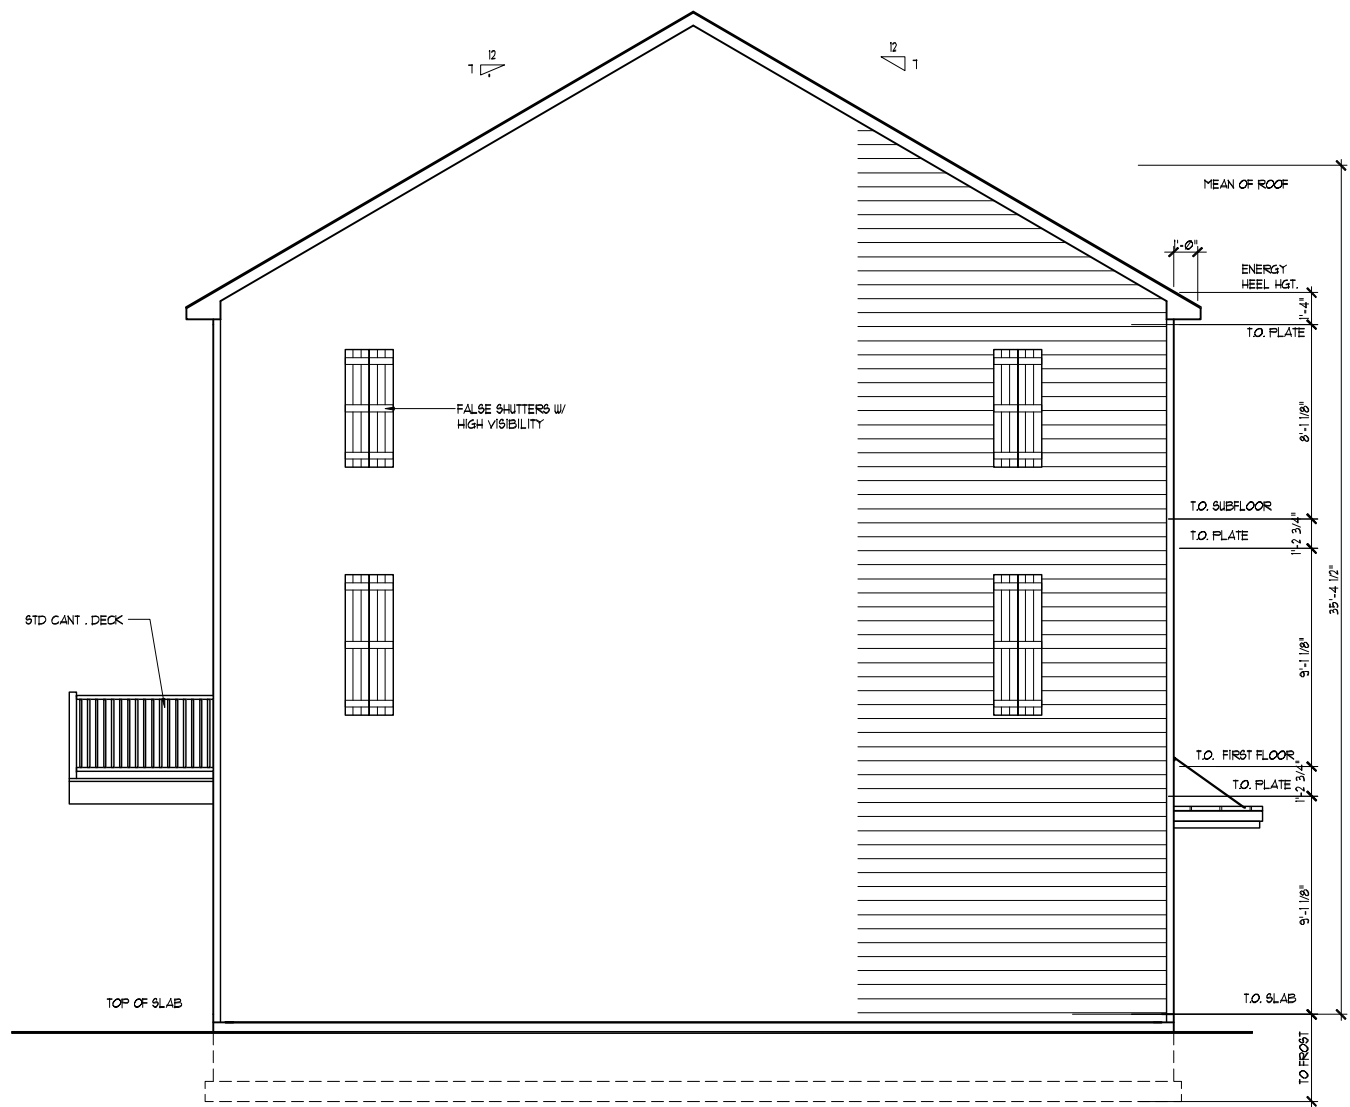 12
7
12
7
MEAN OF ROOF
1'-0"
ENERGY
HEEL HGT.
1'-4"
T.O. PLATE
FALSE SHUTTERS W/
HIGH VISIBILITY
8'-1 1/8"
T.O. SUBFLOOR
1'-2 3/4"
T.O. PLATE
35'-4 1/2"
STD CANT . DECK
9'-1 1/8"
T.O. FIRST FLOOR
1'-2 3/4"
T.O. PLATE
9'-1 1/8"
TOP OF SLAB
T.O. SLAB
TO FROST